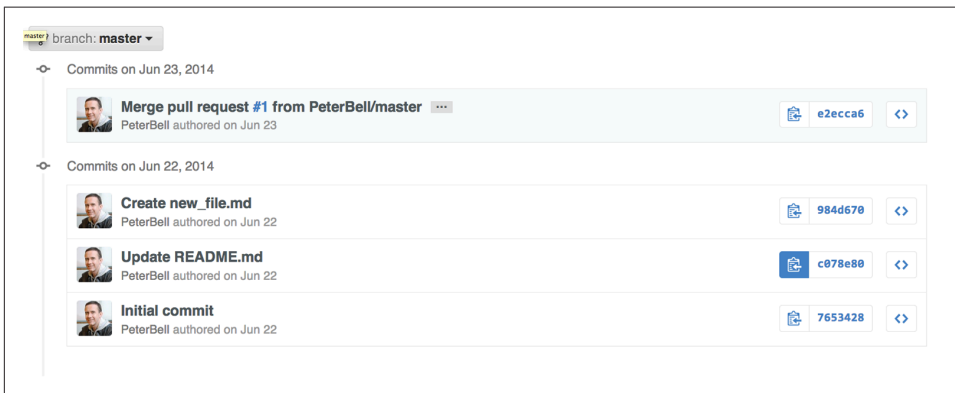 master
branch: master
Commits on Jun 23, 2014
Merge pull request #1 from PeterBell/master ...
PeterBell authored on Jun 23
e2ecca6 <>
Commits on Jun 22, 2014
Create new_file.md
PeterBell authored on Jun 22
984d670 <>
Update README.md
PeterBell authored on Jun 22
c078e80 <>
Initial commit
PeterBell authored on Jun 22
7653428 <>